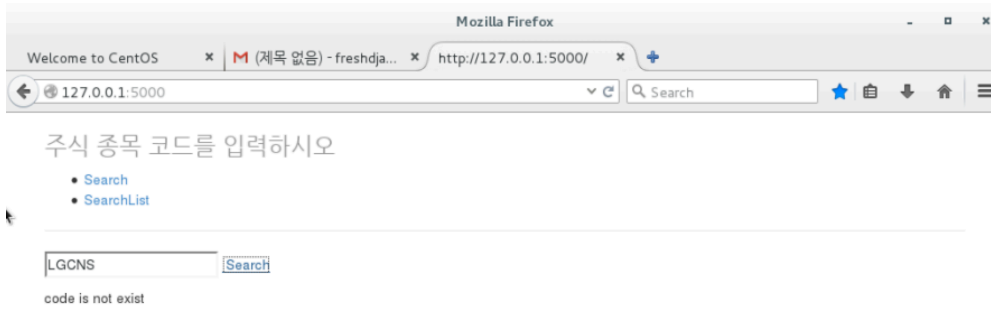 Mozilla Firefox
Welcome to CentOS
(제목 없음) - freshdja...
http://127.0.0.1:5000/
127.0.0.1:5000
Search
주식 종목 코드를 입력하시오
Search
SearchList
LGCNS
Search
code is not exist